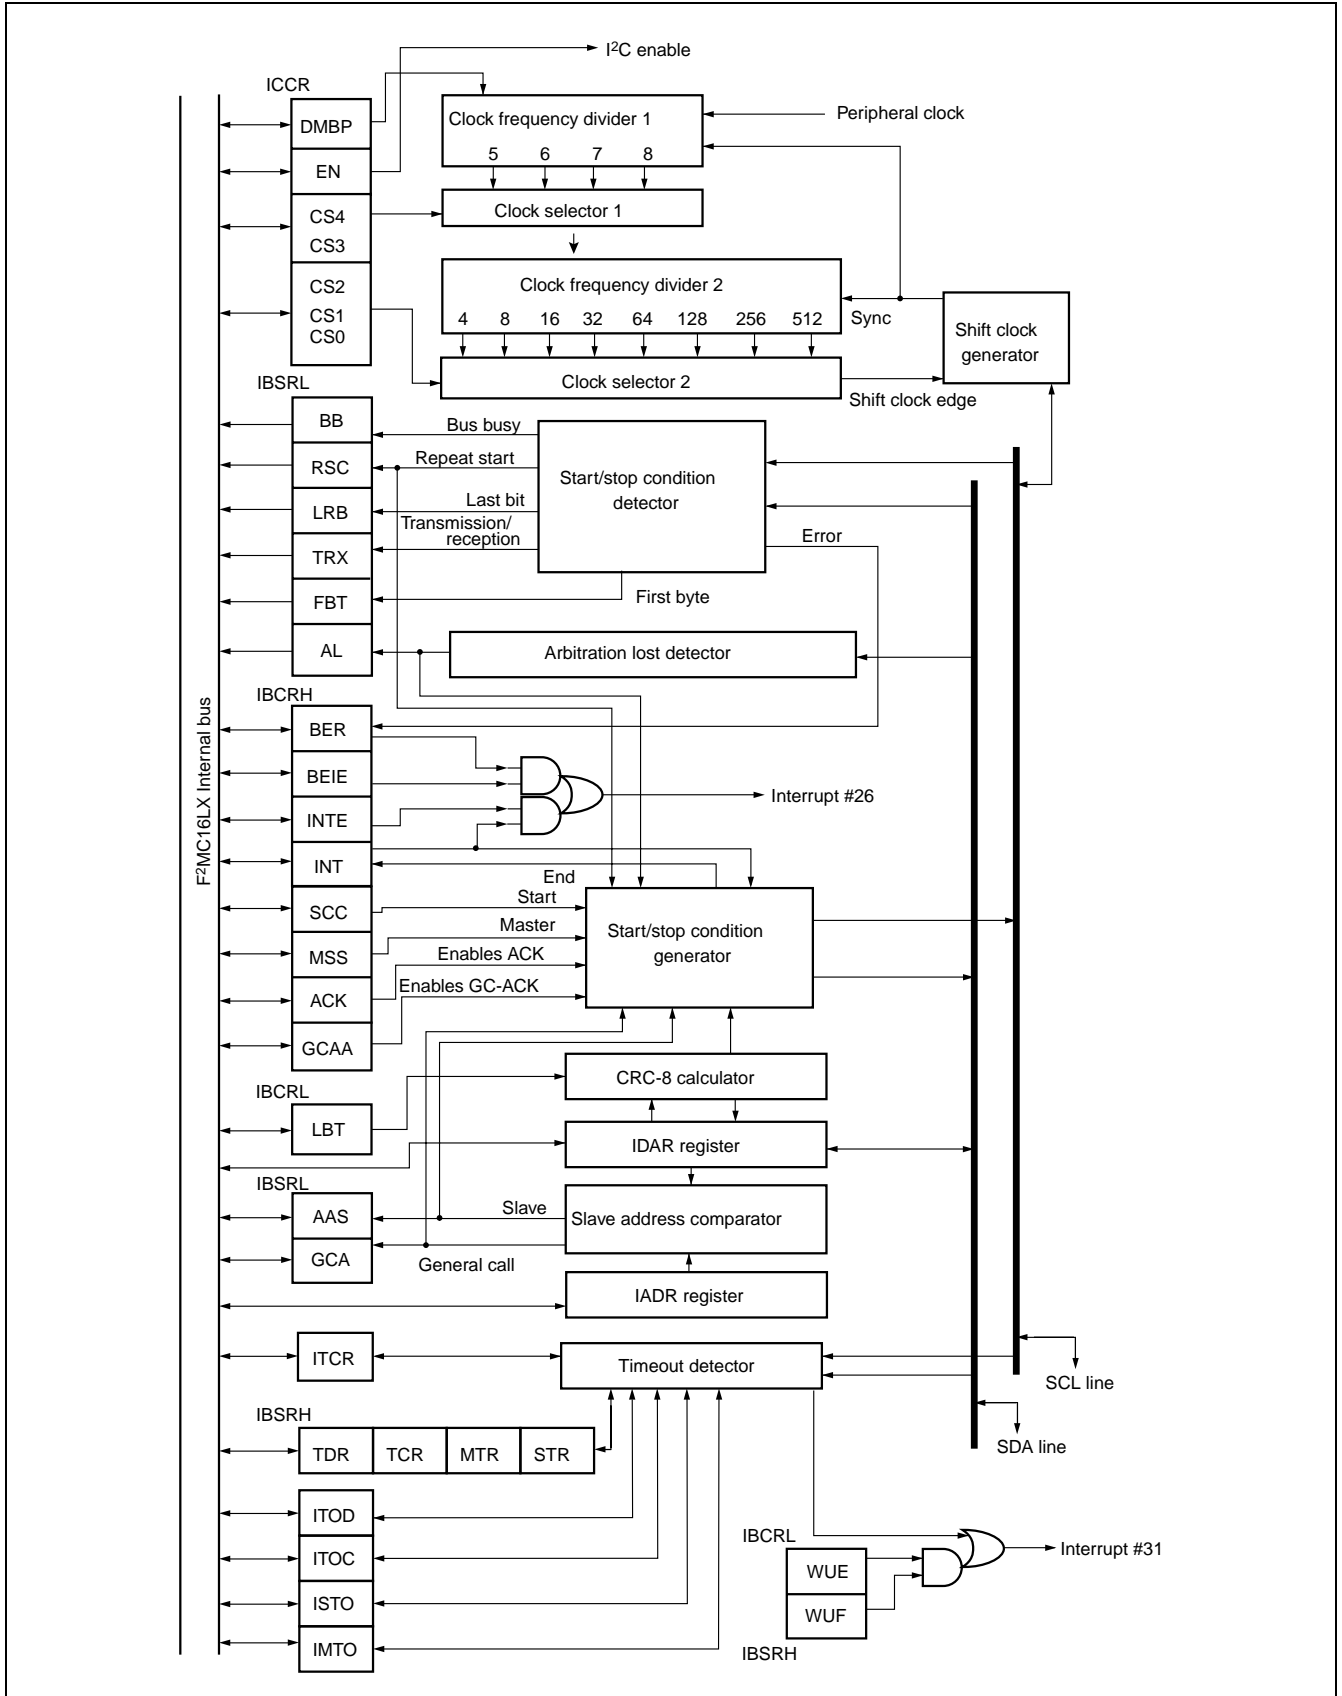 I²C enable
ICCR
DMBP
EN
CS4
CS3
CS2
CS1
CS0
Clock frequency divider 1
5 6 7 8
Peripheral clock
Clock selector 1
Clock frequency divider 2
4 8 16 32 64 128 256 512
Sync
Shift clock
generator
Clock selector 2
Shift clock edge
IBSRL
BB
RSC
LRB
TRX
FBT
AL
Bus busy
Repeat start
Last bit
Transmission/
reception
Start/stop condition
detector
Error
First byte
Arbitration lost detector
F²MC16LX Internal bus
IBCRH
BER
BEIE
INTE
INT
SCC
MSS
ACK
GCAA
Interrupt #26
End
Start
Master
Enables ACK
Enables GC-ACK
Start/stop condition
generator
IBCRL
LBT
CRC-8 calculator
IDAR register
IBSRL
AAS
GCA
Slave
General call
Slave address comparator
IADR register
ITCR
Timeout detector
SCL line
SDA line
IBSRH
TDR TCR MTR STR
ITOD
ITOC
ISTO
IMTO
IBCRL
WUE
WUF
IBSRH
Interrupt #31